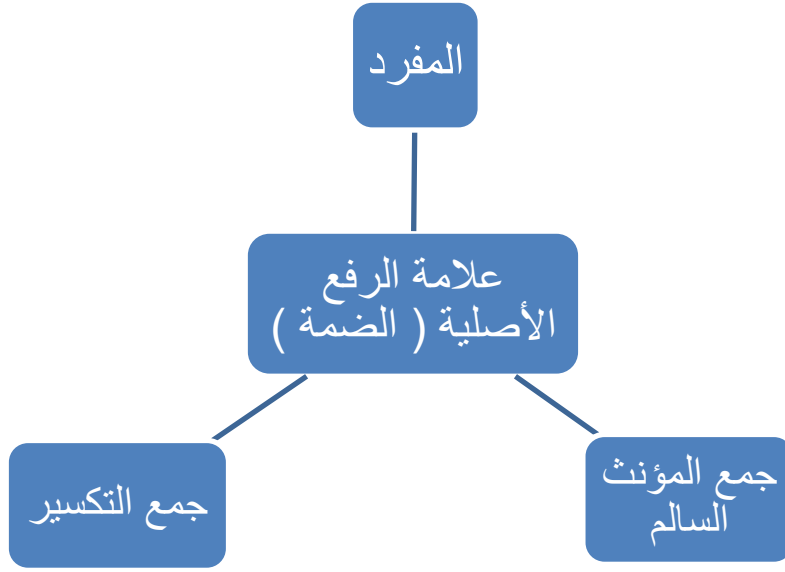 المفرد
علامة الرفع
الأصلية ( الضمة )
جمع المؤنث
السالم
جمع التكسير